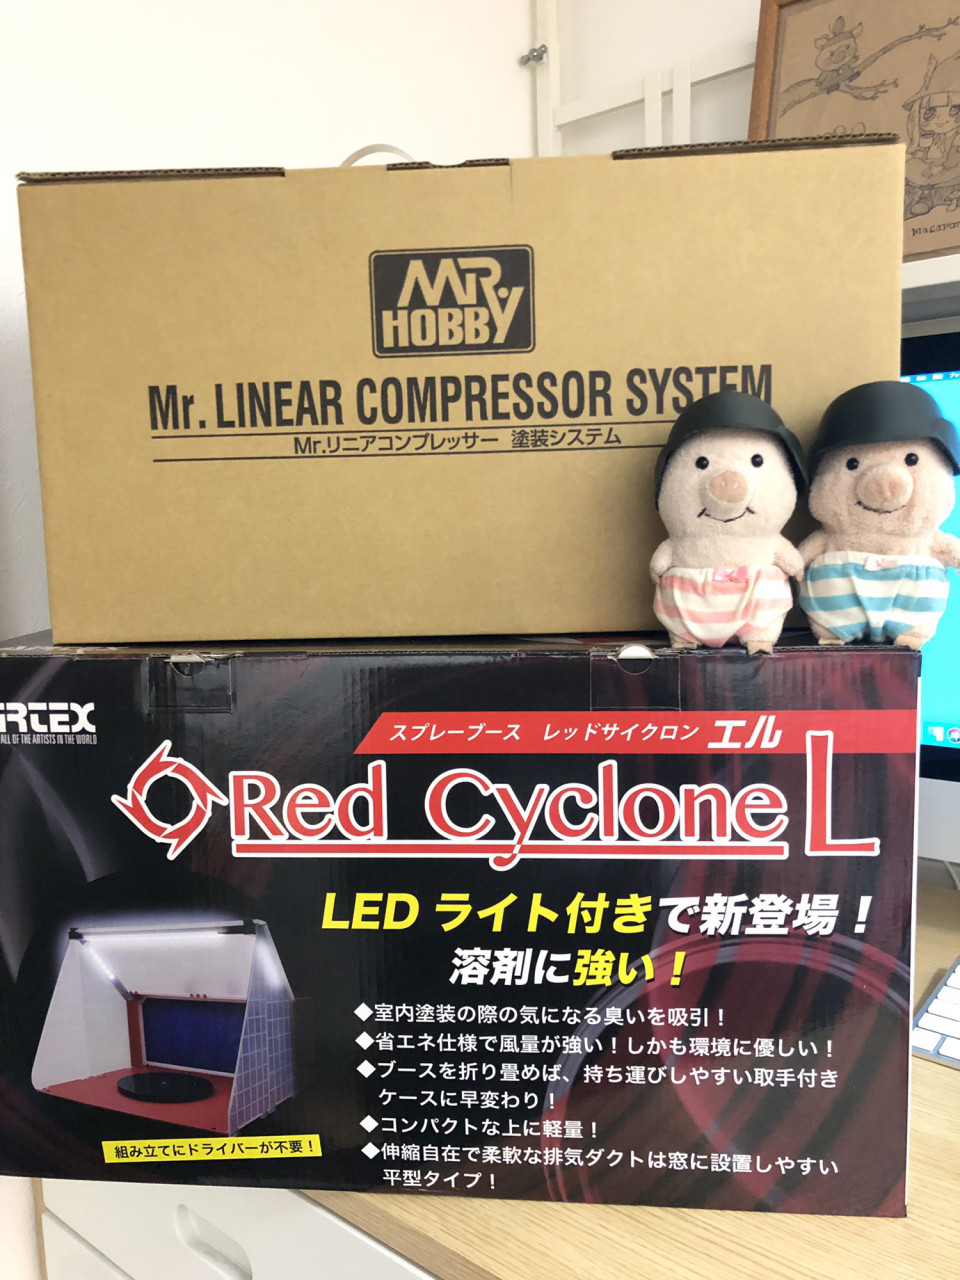 MR.
HOBBY
Mr. LINEAR COMPRESSOR SYSTEM
Mr.リニアコンプレッサー 塗装システム
ALL OF THE ARTISTS IN THE WORLD
スプレーブース レッドサイクロン エル
Red Cyclone L
LED ライト付きで新登場！
溶剤に強い！
◆室内塗装の際の気になる臭いを吸引！
◆省エネ仕様で風量が強い！しかも環境に優しい！
◆ブースを折り畳めば、持ち運びしやすい取手付き
ケースに早変わり！
◆コンパクトな上に軽量！
◆伸縮自在で柔軟な排気ダクトは窓に設置しやすい
平型タイプ！
組み立てにドライバーが不要！